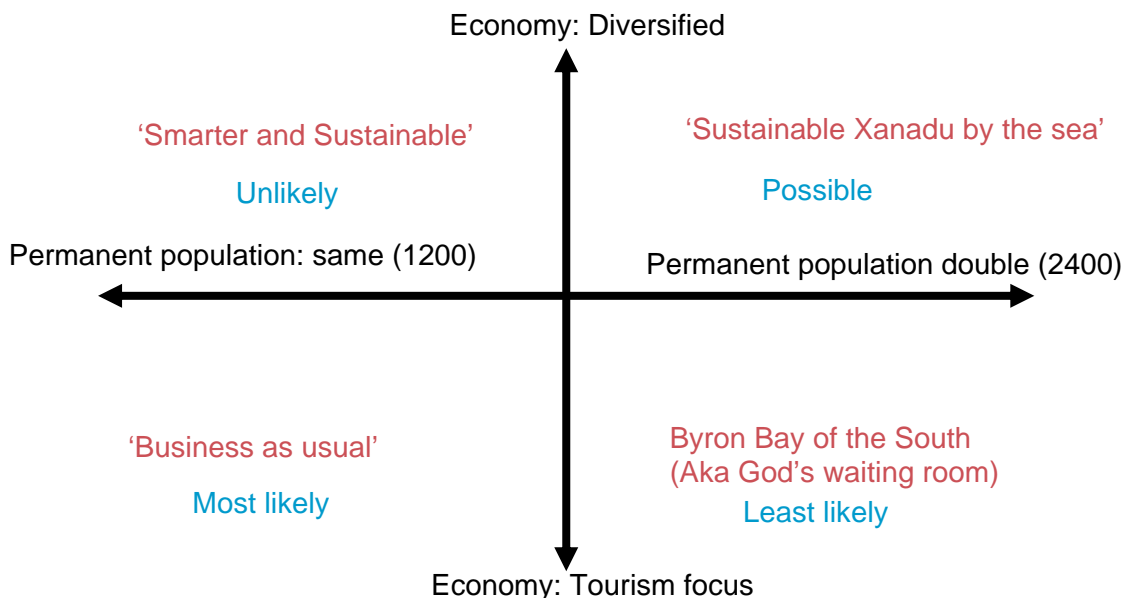 Economy: Diversified
‘Smarter and Sustainable’
‘Sustainable Xanadu by the sea’
Unlikely
Possible
Permanent population: same (1200)
Permanent population double (2400)
‘Business as usual’
Most likely
Byron Bay of the South
(Aka God’s waiting room)
Least likely
Economy: Tourism focus